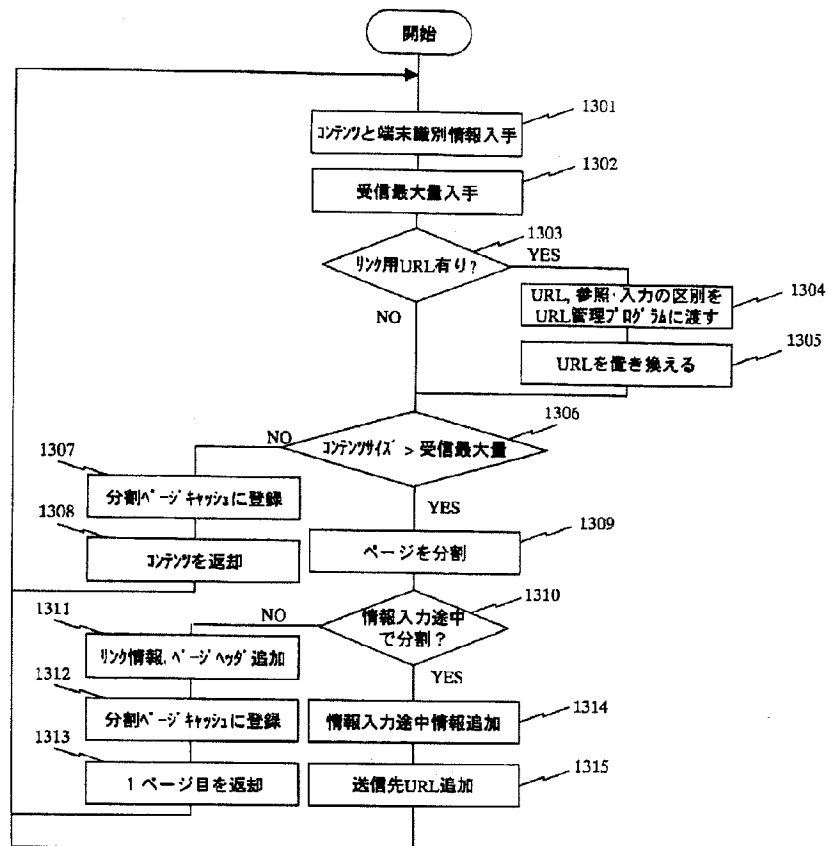 開始
1301
コンテンツと端末識別情報入手
1302
受信最大量入手
1303
リンク用URL有り?
YES
NO
1304
URL, 参照・入力の区別を
URL管理プログラムに渡す
1305
URLを置き換える
1306
コンテンツサイズ > 受信最大量
NO
YES
1307
分割ページキャッシュに登録
1308
コンテンツを返却
1309
ページを分割
1310
情報入力途中
で分割?
NO
YES
1311
リンク情報, ページヘッダ追加
1312
分割ページキャッシュに登録
1313
1ページ目を返却
1314
情報入力途中情報追加
1315
送信先URL追加